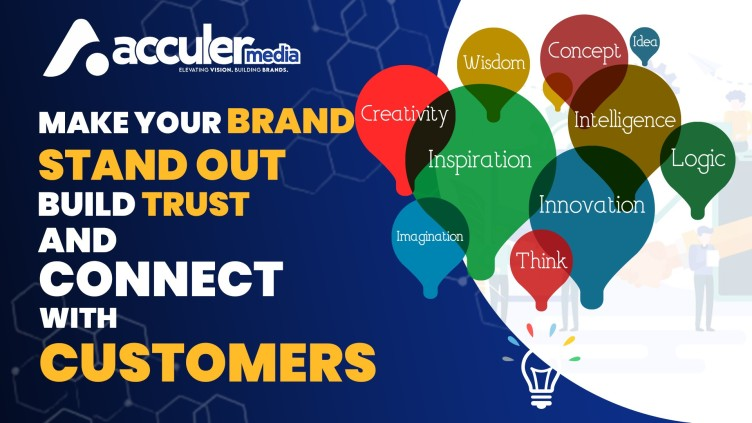 acculer
media
ELEVATING VISION. BUILDING BRANDS.
MAKE YOUR BRAND
STAND OUT
BUILD TRUST
AND
CONNECT
WITH
CUSTOMERS
Wisdom
Concept
Idea
Creativity
Intelligence
Inspiration
Logic
Innovation
Imagination
Think